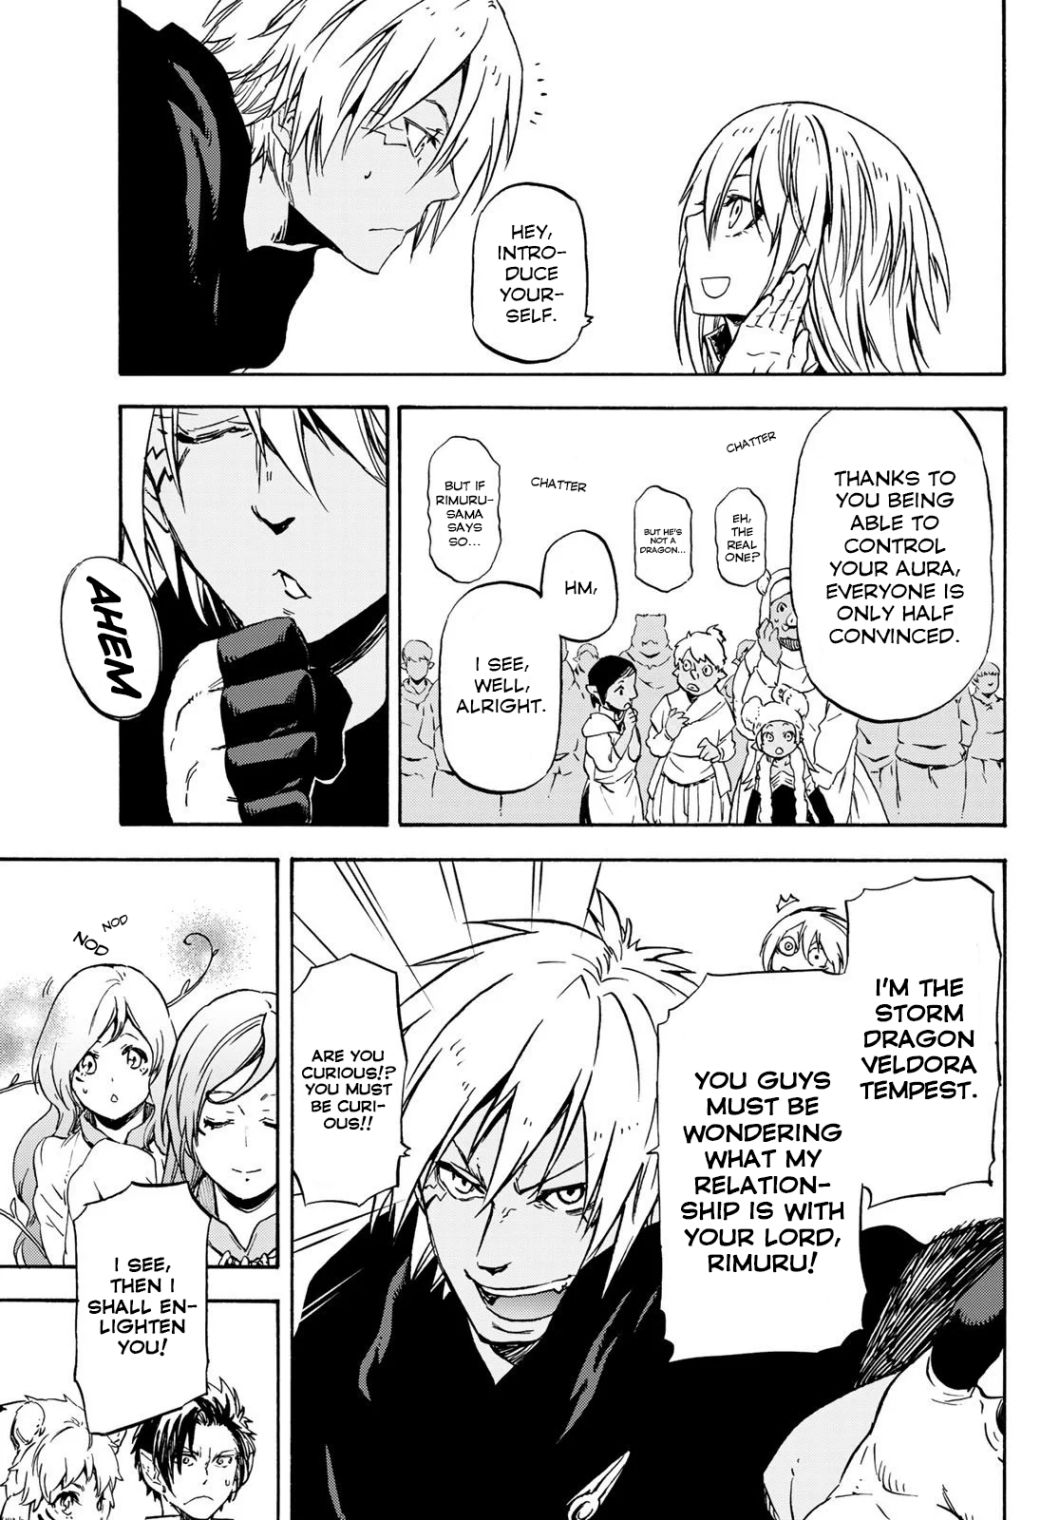 HEY,
INTRO-
DUCE
YOUR-
SELF.
THANKS TO
YOU BEING
ABLE TO
CONTROL
YOUR AURA,
EVERYONE IS
ONLY HALF
CONVINCED.
CHATTER
EH,
THE
REAL
ONE?
BUT HE'S
NOT A
DRAGON...
CHATTER
BUT IF
RIMURU-
SAMA
SAYS
SO...
HM,
I SEE,
WELL,
ALRIGHT.
AHEM
I'M THE
STORM
DRAGON
VELDORA
TEMPEST.
YOU GUYS
MUST BE
WONDERING
WHAT MY
RELATION-
SHIP IS WITH
YOUR LORD,
RIMURU!
ARE YOU
CURIOUS!?
YOU MUST
BE CURI-
OUS!!
NOD
NOD
I SEE,
THEN I
SHALL EN-
LIGHTEN
YOU!